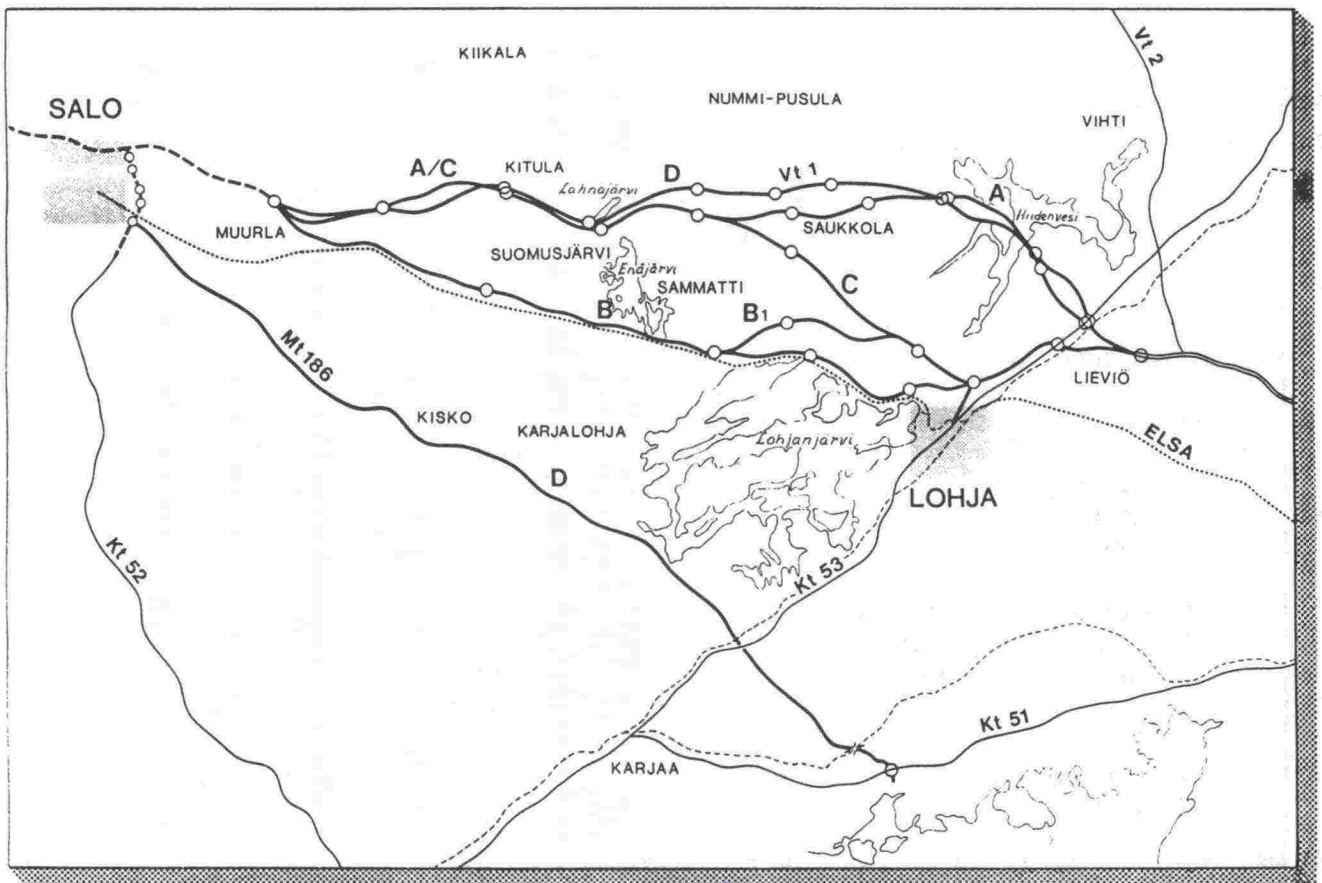 KIIKALA
Vt 2
SALO
NUMMI-PUSULA
VIHTI
A/C
KITULA
D
Vt 1
A
Lahnajärvi
Hiidenvesi
MUURLA
SAUKKOLA
SUOMUSJÄRVI
Enäjärvi
SAMMATTI
C
B
B1
Mt 186
LIEVIÖ
KISKO
KARJALOHJA
Lohjanjärvi
ELSA
D
LOHJA
Kt 52
Kt 53
Kt 51
KARJAA